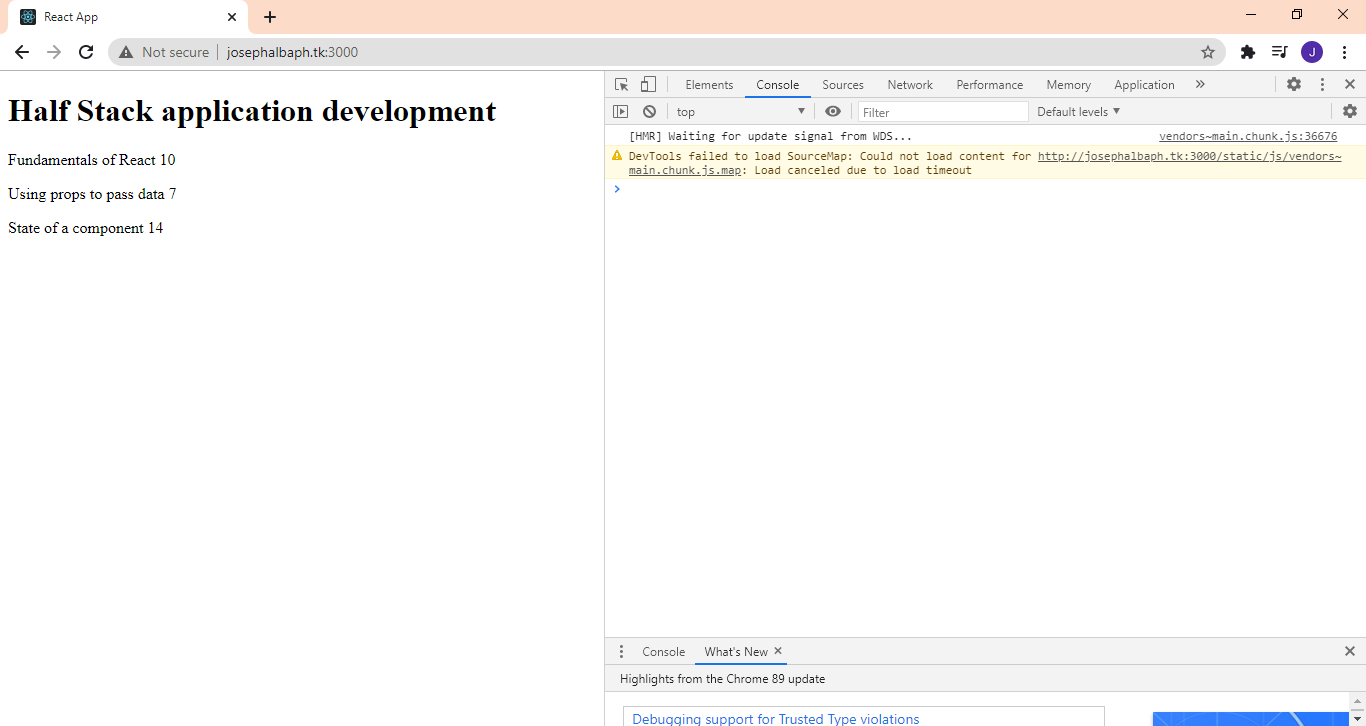 React App
Not secure josephalbaph.tk:3000
J
Half Stack application development
Fundamentals of React 10
Using props to pass data 7
State of a component 14
Elements Console Sources Network Performance Memory Application
top Filter Default levels
[HMR] Waiting for update signal from WDS... vendors~main.chunk.js:36676
DevTools failed to load SourceMap: Could not load content for http://josephalbaph.tk:3000/static/js/vendors~
main.chunk.js.map: Load canceled due to load timeout
Console What's New
Highlights from the Chrome 89 update
Debugging support for Trusted Type violations